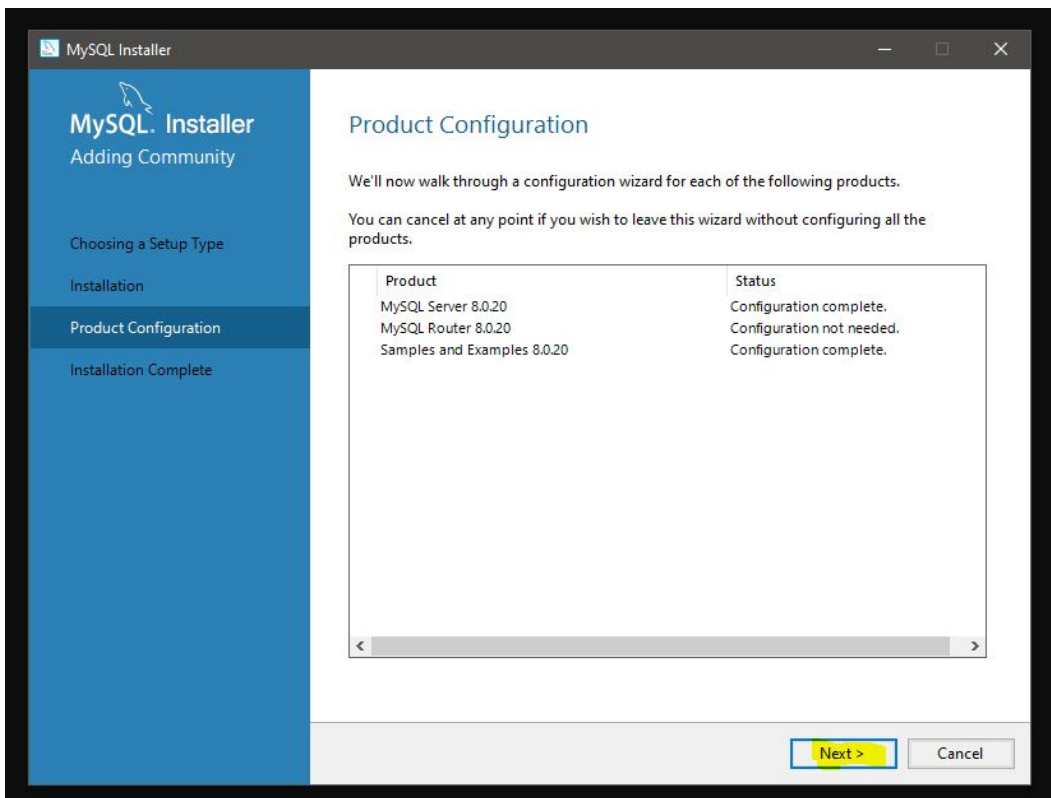 MySQL Installer
MySQL. Installer
Adding Community
Choosing a Setup Type
Installation
Product Configuration
Installation Complete
Product Configuration
We'll now walk through a configuration wizard for each of the following products.
You can cancel at any point if you wish to leave this wizard without configuring all the
products.
Product Status
MySQL Server 8.0.20 Configuration complete.
MySQL Router 8.0.20 Configuration not needed.
Samples and Examples 8.0.20 Configuration complete.
Next >
Cancel